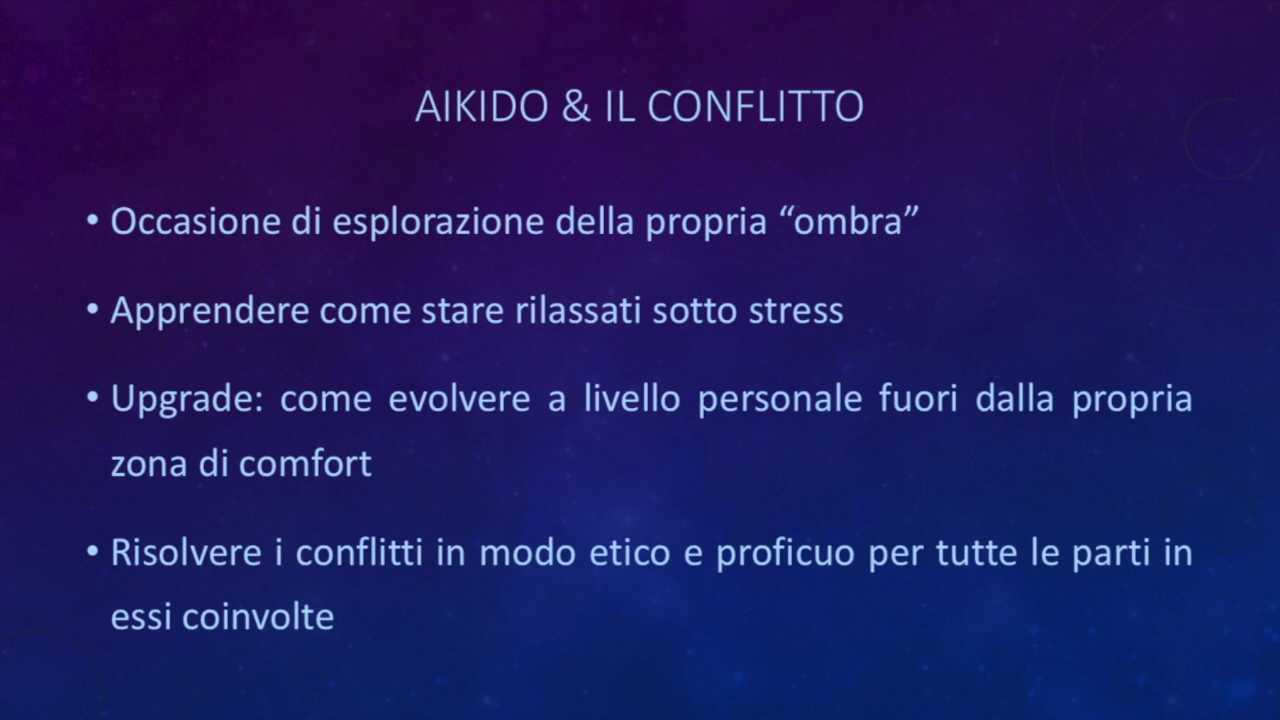 AIKIDO & IL CONFLITTO
• Occasione di esplorazione della propria “ombra”
• Apprendere come stare rilassati sotto stress
• Upgrade: come evolvere a livello personale fuori dalla propria
zona di comfort
• Risolvere i conflitti in modo etico e proficuo per tutte le parti in
essi coinvolte